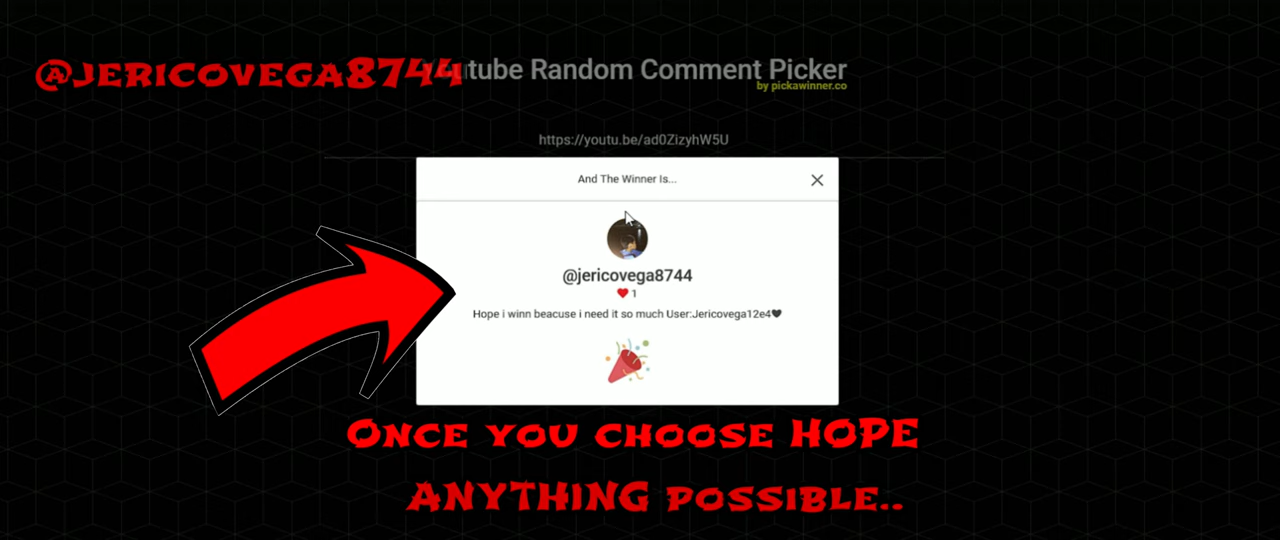 @JERICOVEGA8744
Youtube Random Comment Picker
by pickawinner.co
https://youtu.be/ad0ZizyhW5U
And The Winner Is...
@jericovega8744
1
Hope i winn beacuse i need it so much User:Jericovega12e4🖤
ONCE YOU CHOOSE HOPE
ANYTHING POSSIBLE..